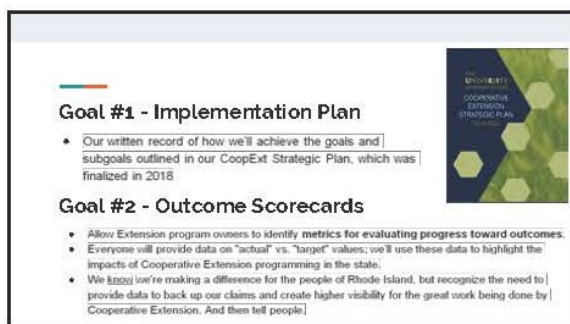 THE
UNIVERSITY
COOPERATIVE
EXTENSION
STRATEGIC PLAN
Goal #1 - Implementation Plan
• Our written record of how we'll achieve the goals and
subgoals outlined in our CoopExt Strategic Plan, which was
finalized in 2018
Goal #2 - Outcome Scorecards
• Allow Extension program owners to identify metrics for evaluating progress toward outcomes.
• Everyone will provide data on "actual" vs. "target" values; we'll use these data to highlight the
impacts of Cooperative Extension programming in the state.
• We know we're making a difference for the people of Rhode Island, but recognize the need to
provide data to back up our claims and create higher visibility for the great work being done by
Cooperative Extension. And then tell people.